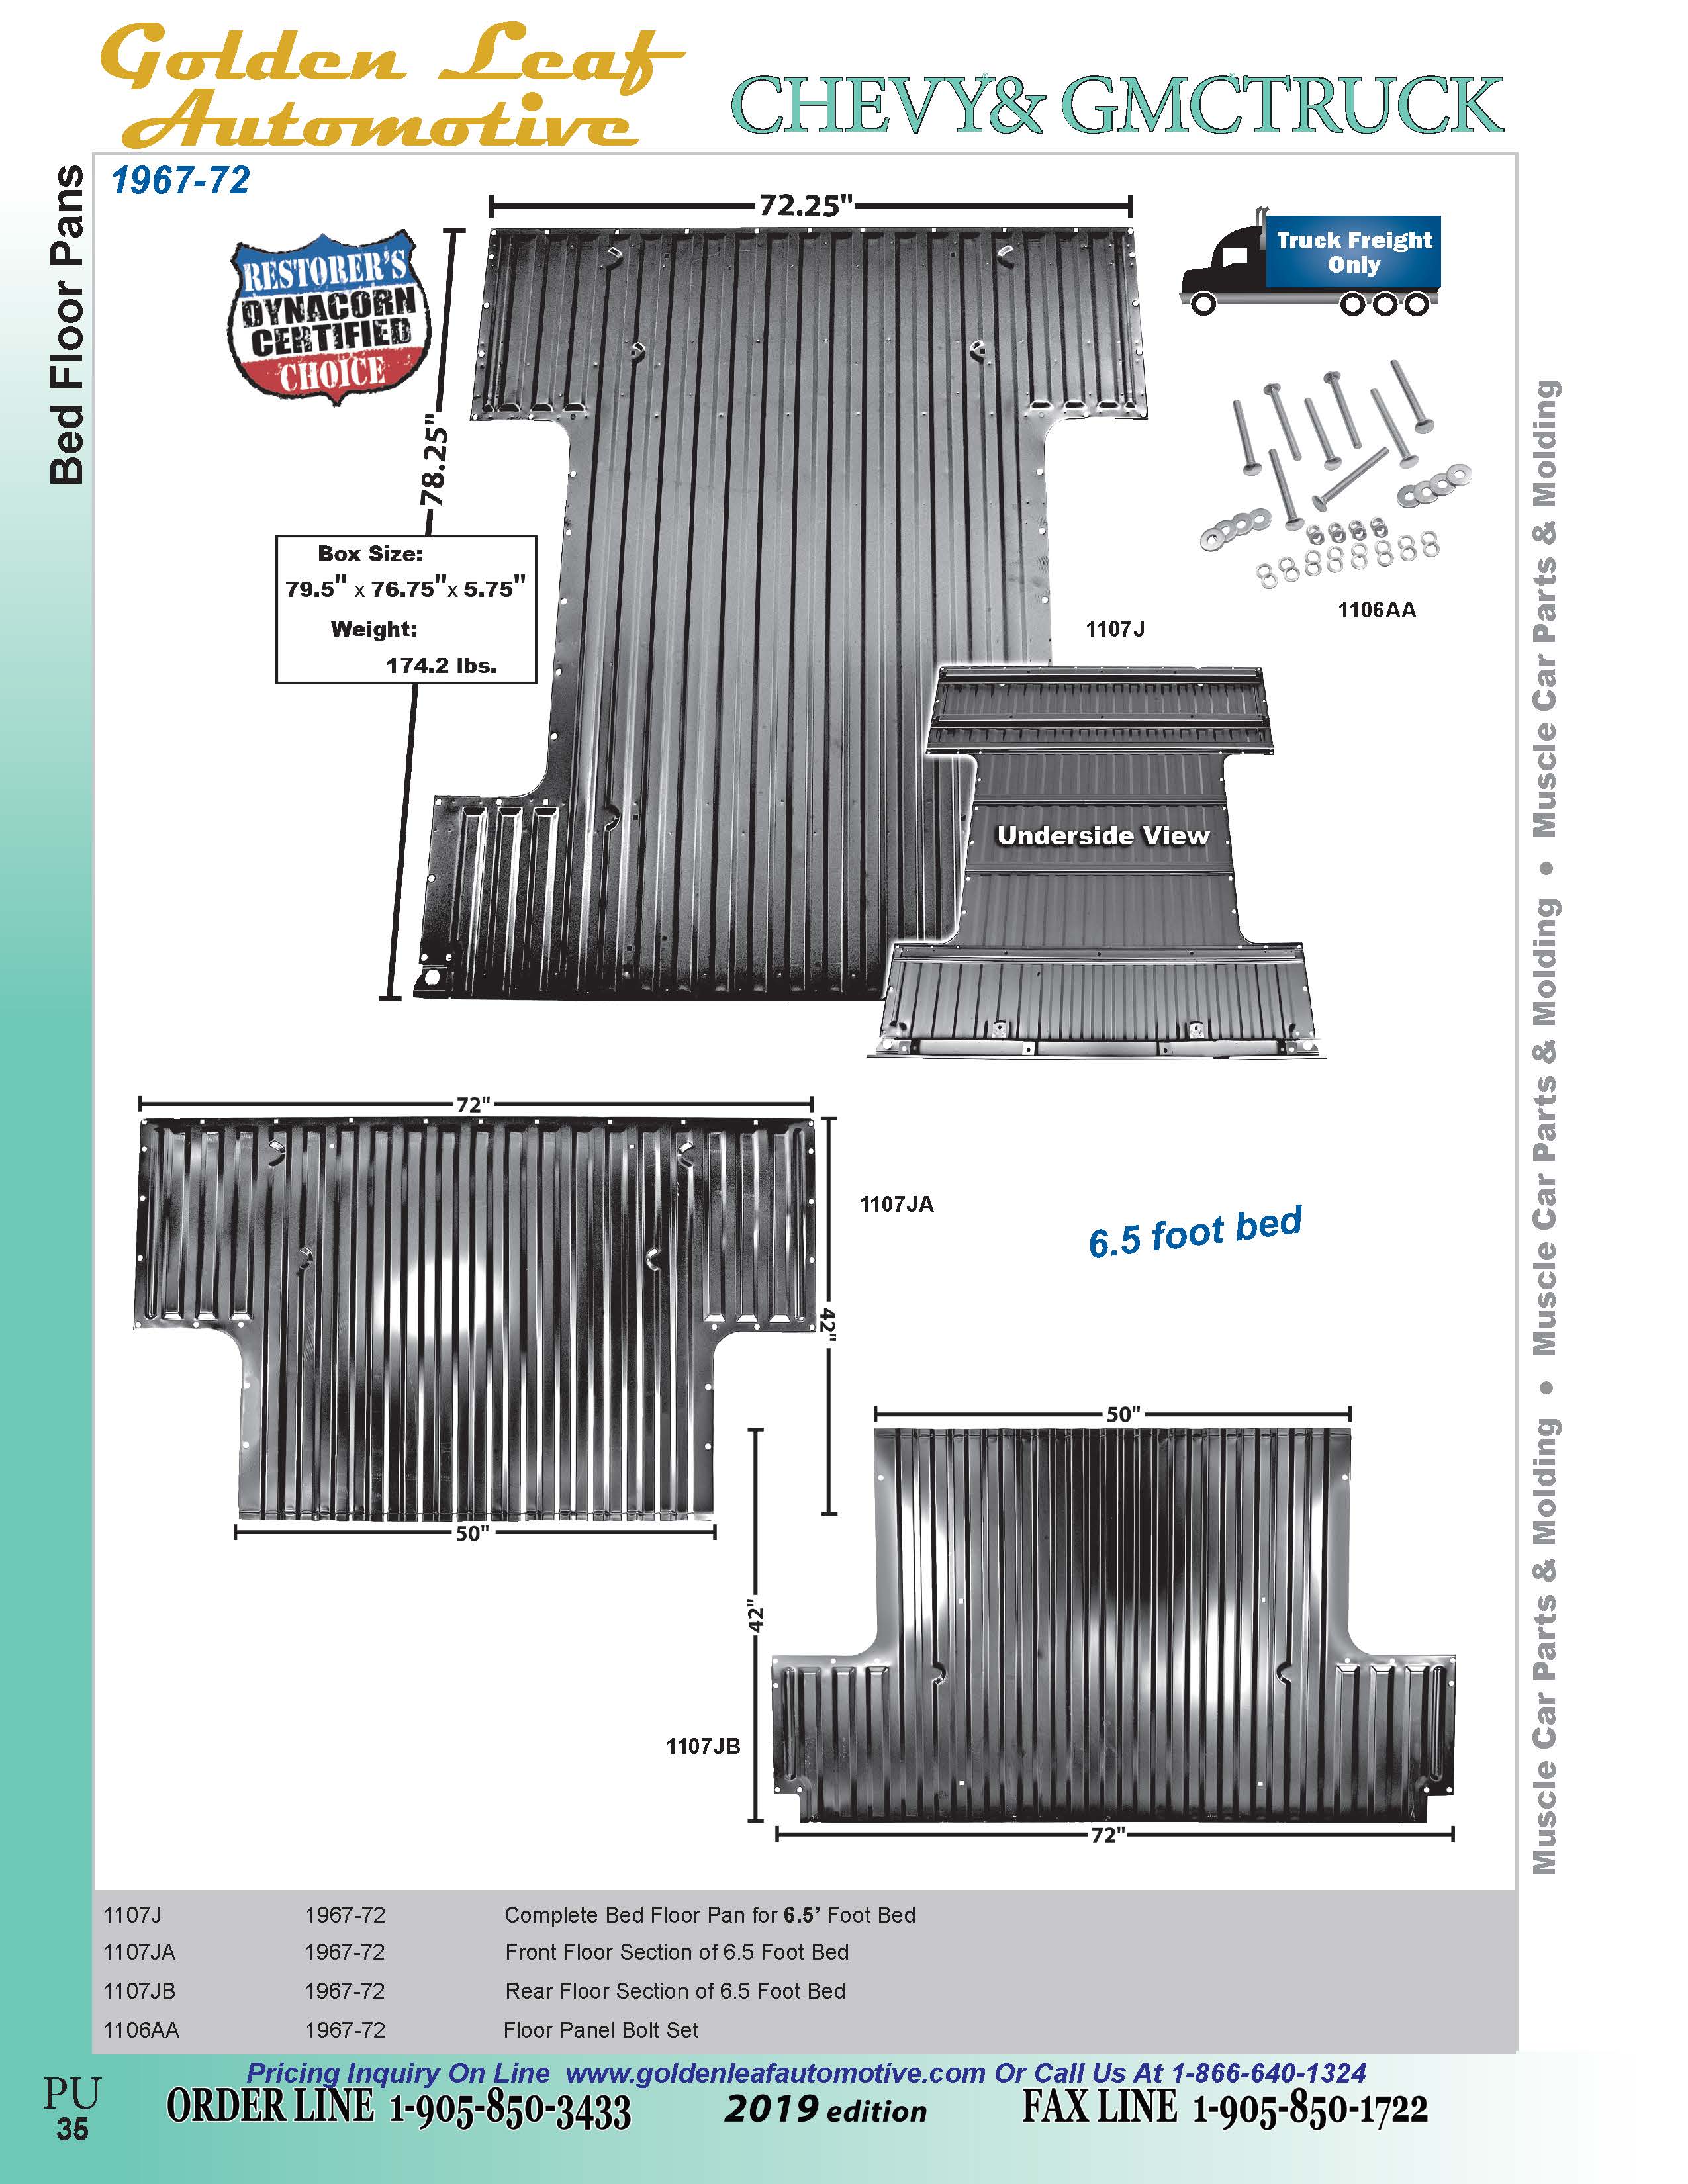 Golden Leaf
Automotive
CHEVY& GMCTRUCK
Bed Floor Pans
1967-72
RESTORER'S
DYNACORN
CERTIFIED
CHOICE
72.25"
78.25"
Truck Freight
Only
Box Size:
79.5" x 76.75"x 5.75"
Weight:
174.2 lbs.
1106AA
1107J
Underside View
72"
42"
50"
1107JA
6.5 foot bed
50"
42"
1107JB
72"
Muscle Car Parts & Molding • Muscle Car Parts & Molding • Muscle Car Parts & Molding
1107J 1967-72 Complete Bed Floor Pan for 6.5’ Foot Bed
1107JA 1967-72 Front Floor Section of 6.5 Foot Bed
1107JB 1967-72 Rear Floor Section of 6.5 Foot Bed
1106AA 1967-72 Floor Panel Bolt Set
Pricing Inquiry On Line www.goldenleafautomotive.com Or Call Us At 1-866-640-1324
PU
35
ORDER LINE 1-905-850-3433 2019 edition FAX LINE 1-905-850-1722